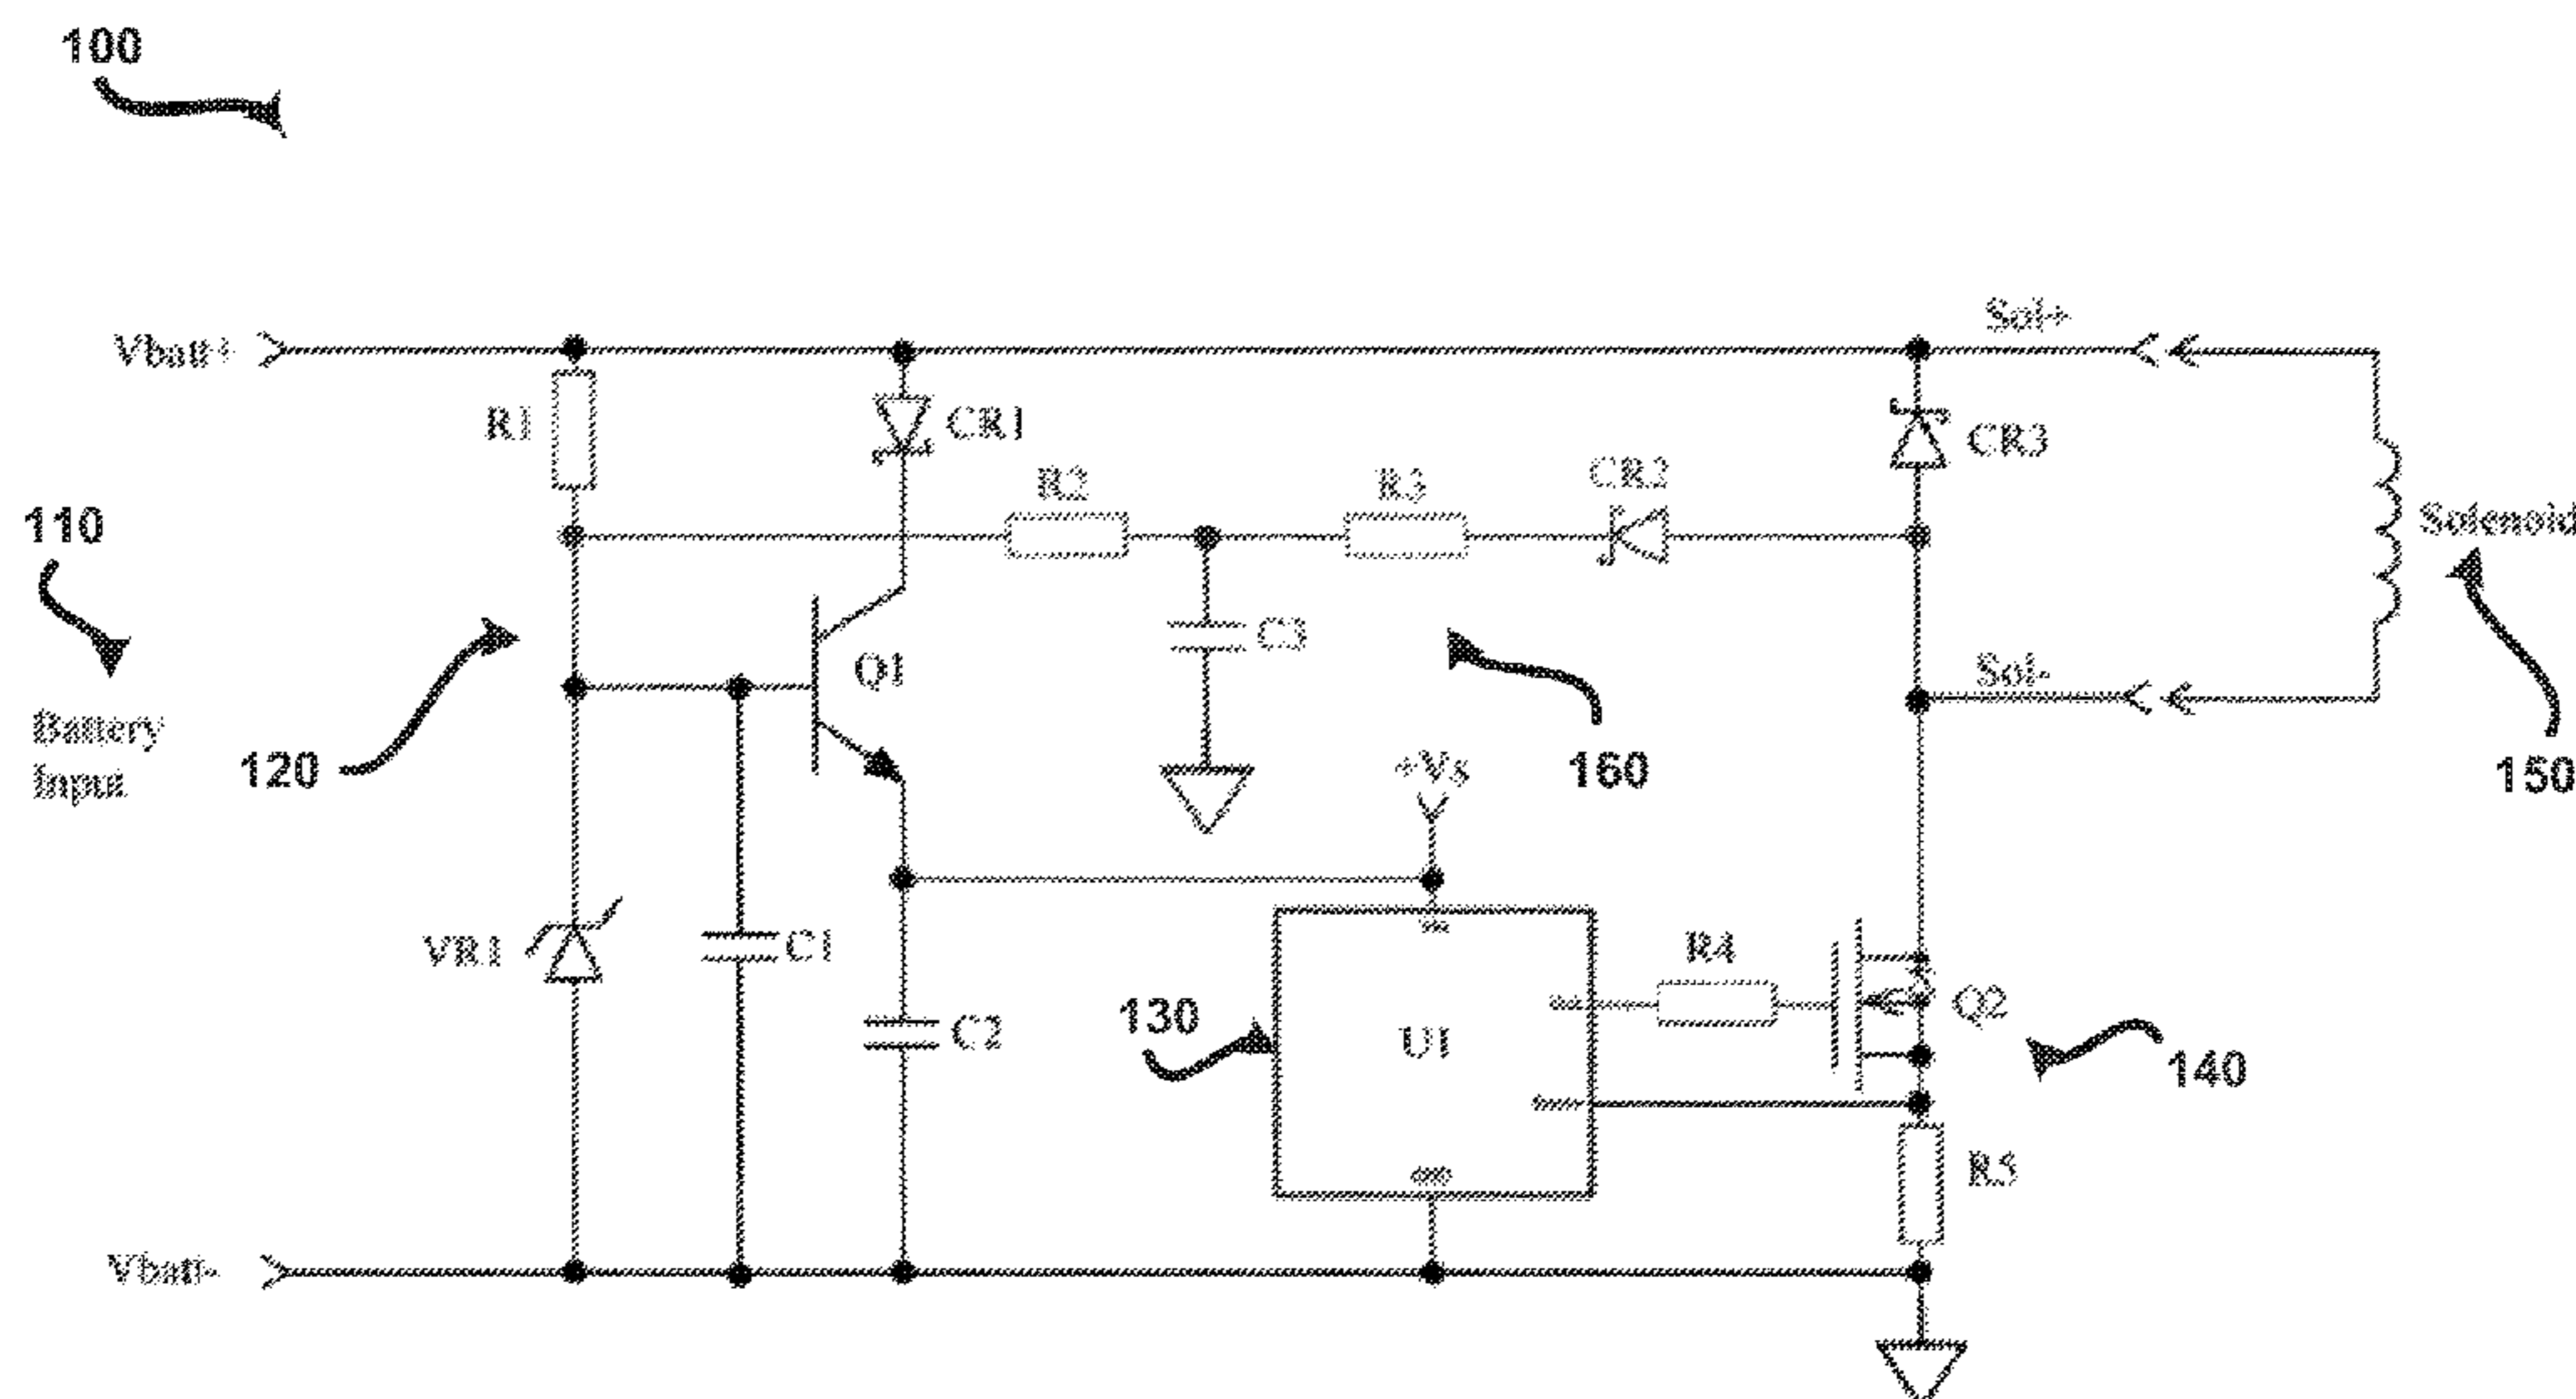 100
Sol+
Vbatt+
R1
CR1
CR3
R2
R3
CR2
110
Solenoid
C3
Sol-
Q1
Battery
Input
120
160
+Vs
150
VR1
C1
R4
130
Q2
C2
U1
140
R5
GND
Vbatt-